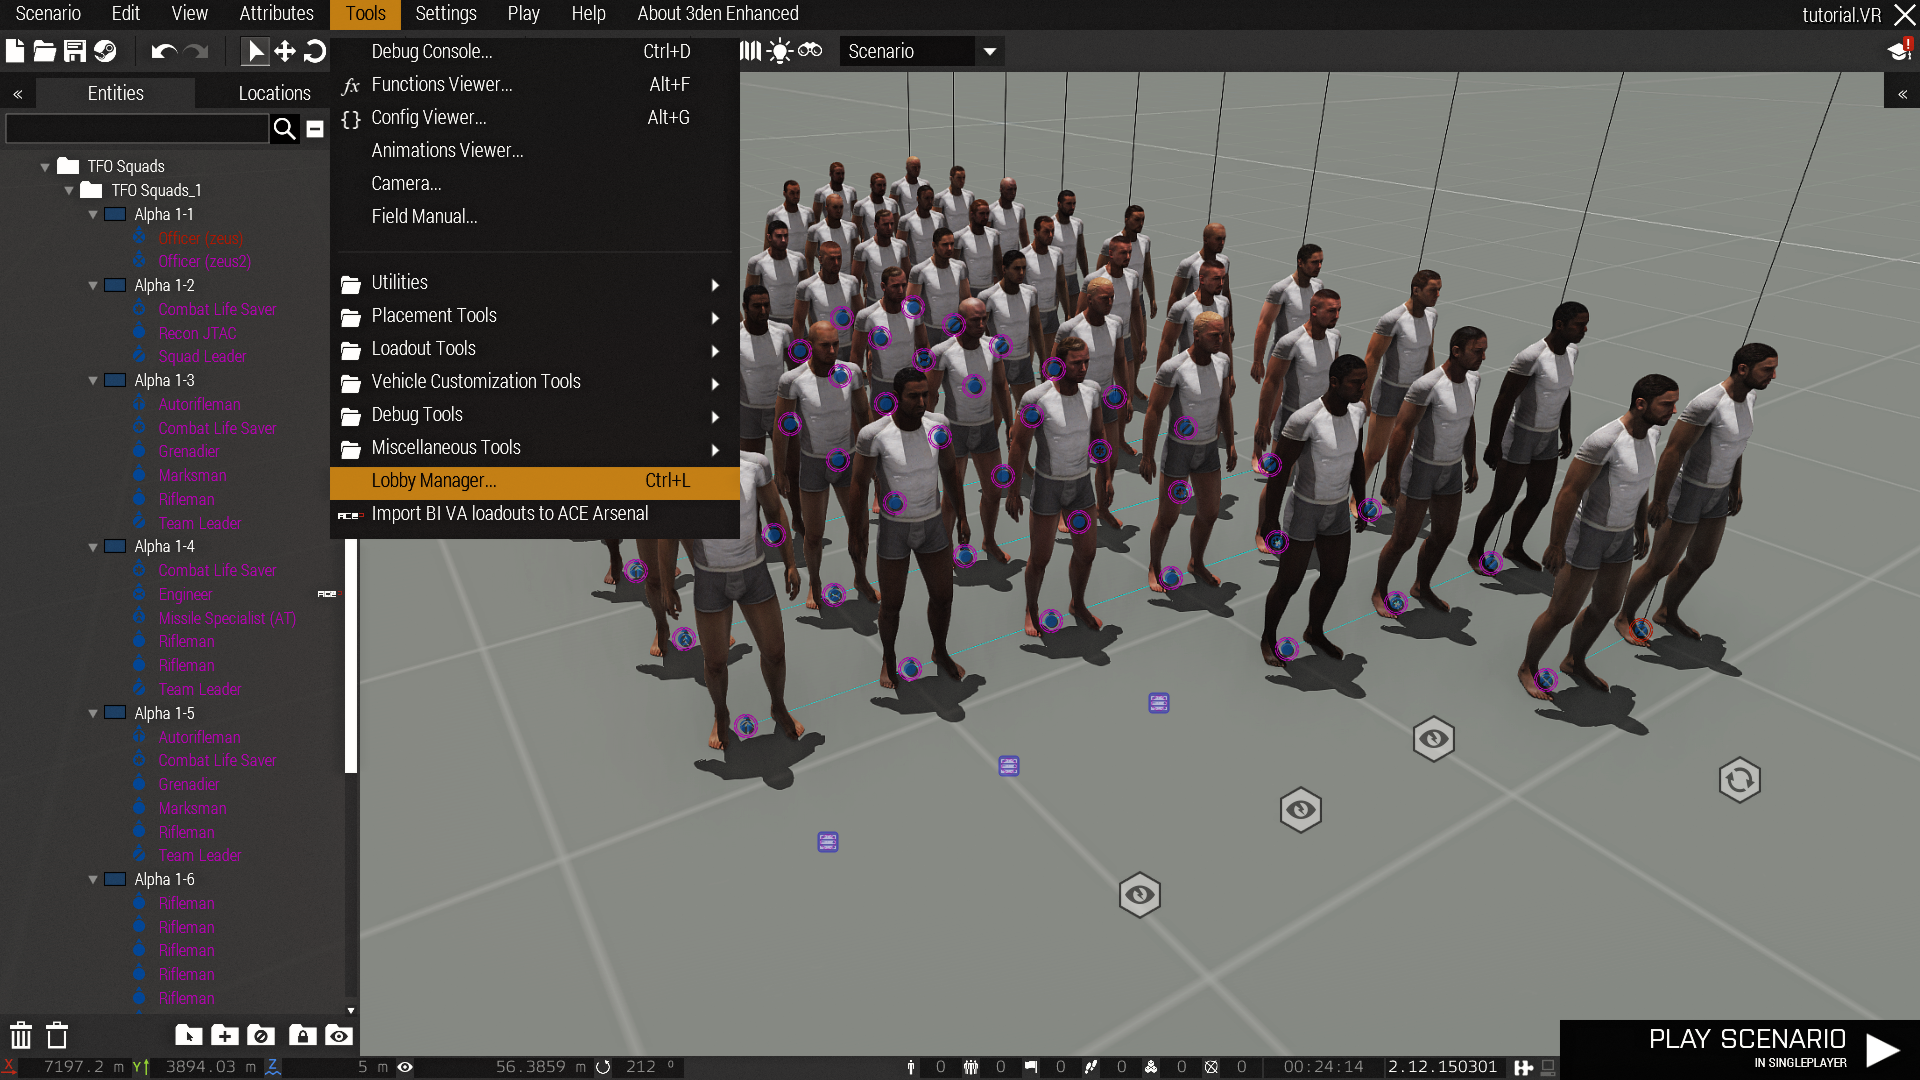 Scenario Edit View Attributes Tools Settings Play Help About 3den Enhanced tutorial.VR
Scenario
« Entities Locations «
Debug Console... Ctrl+D
fx Functions Viewer... Alt+F
{} Config Viewer... Alt+G
Animations Viewer...
Camera...
Field Manual...
Utilities
Placement Tools
Loadout Tools
Vehicle Customization Tools
Debug Tools
Miscellaneous Tools
Lobby Manager... Ctrl+L
ACE3 Import BI VA loadouts to ACE Arsenal
TFO Squads
TFO Squads_1
Alpha 1-1
Officer (zeus)
Officer (zeus2)
Alpha 1-2
Combat Life Saver
Recon JTAC
Squad Leader
Alpha 1-3
Autorifleman
Combat Life Saver
Grenadier
Marksman
Rifleman
Team Leader
Alpha 1-4
Combat Life Saver
Engineer ACE3
Missile Specialist (AT)
Rifleman
Rifleman
Team Leader
Alpha 1-5
Autorifleman
Combat Life Saver
Grenadier
Marksman
Rifleman
Team Leader
Alpha 1-6
Rifleman
Rifleman
Rifleman
Rifleman
Rifleman
PLAY SCENARIO
IN SINGLEPLAYER
X 7197.2 m Y 3894.03 m Z 5 m 56.3859 m 212 ° 0 0 0 0 0 0 00:24:14 2.12.150301